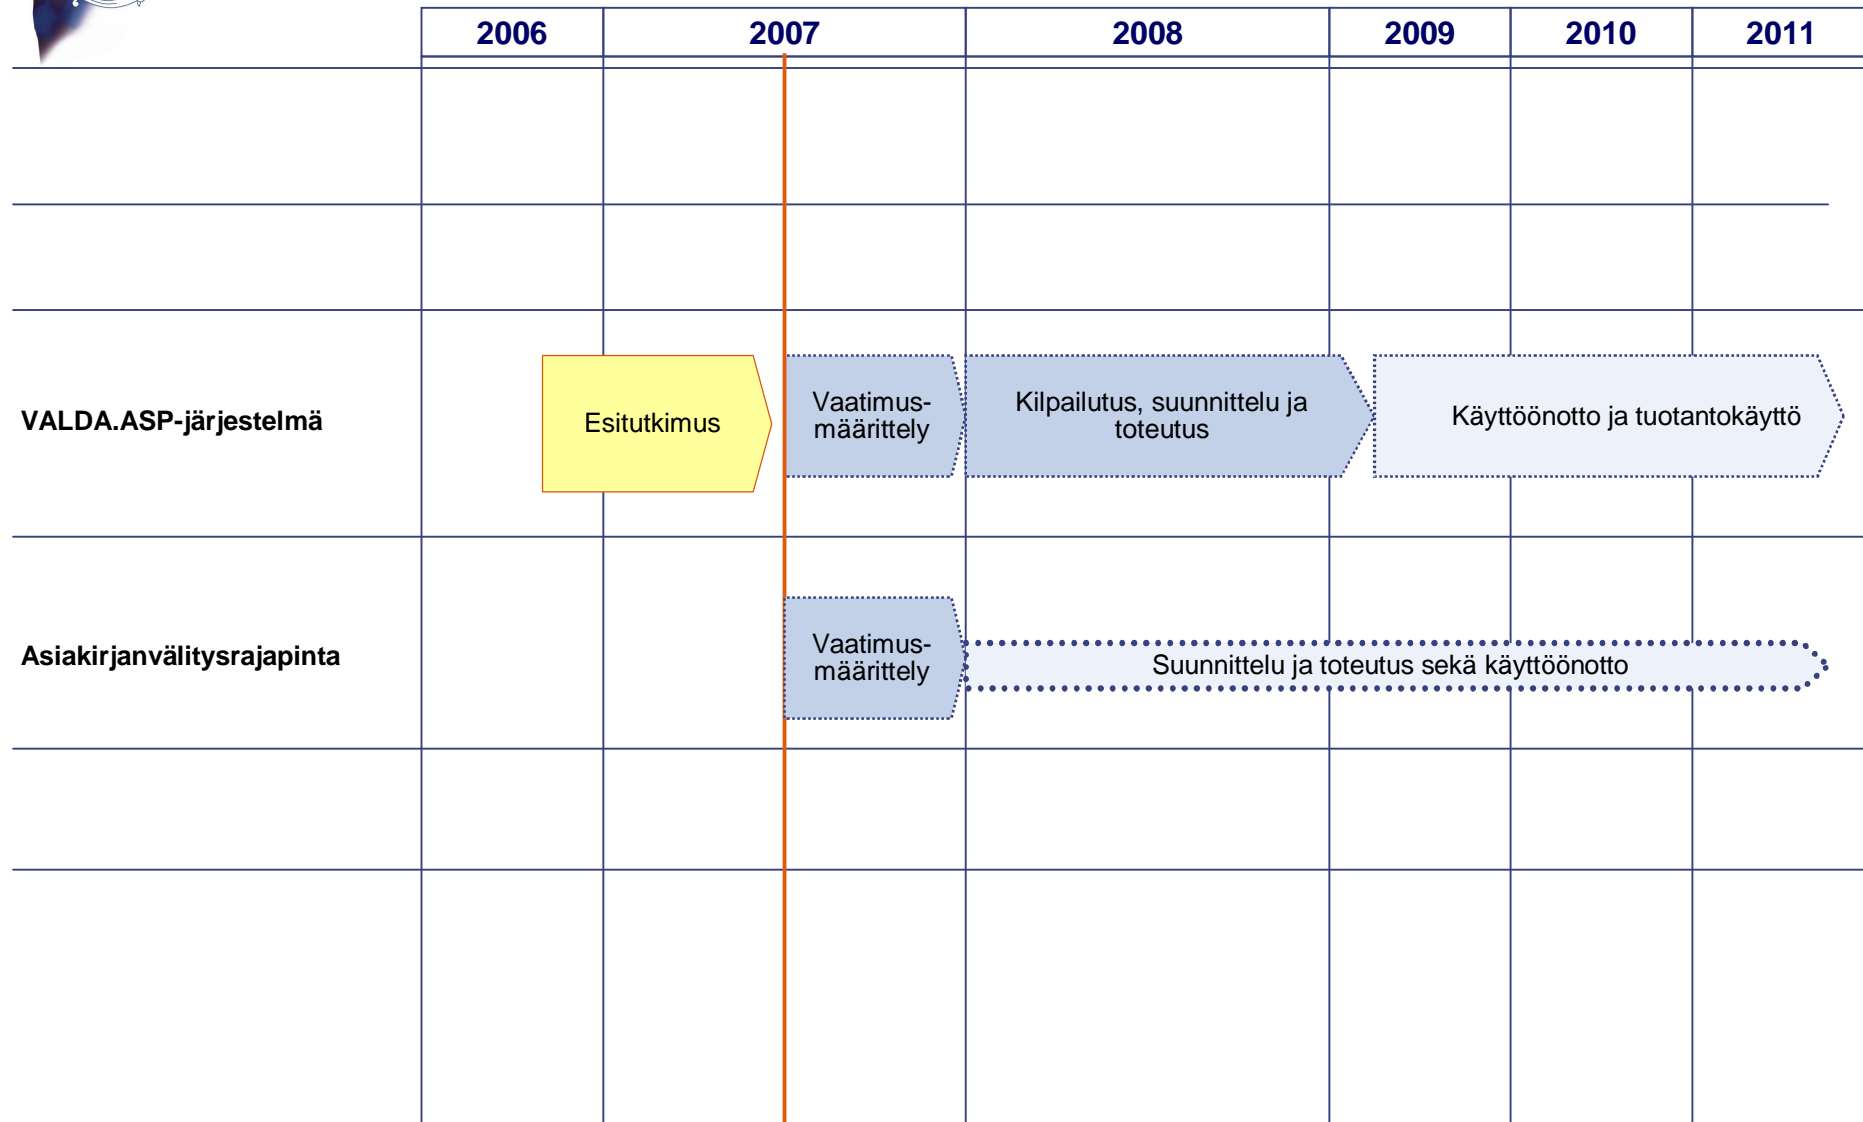 2006 2007 2008 2009 2010 2011
VALDA.ASP-järjestelmä
Esitutkimus
Vaatimus-
määrittely
Kilpailutus, suunnittelu ja
toteutus
Käyttöönotto ja tuotantokäyttö
Asiakirjanvälitysrajapinta
Vaatimus-
määrittely
Suunnittelu ja toteutus sekä käyttöönotto